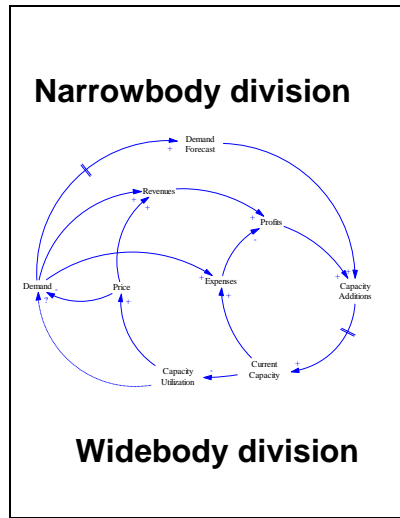 Narrowbody division
Demand
Forecast
+
Revenues
+
+
+
Profits
-
Demand
-
?
Price
+
+
Expenses
+
+
+
Capacity
Additions
Capacity
Utilization
-
Current
Capacity
+
Widebody division